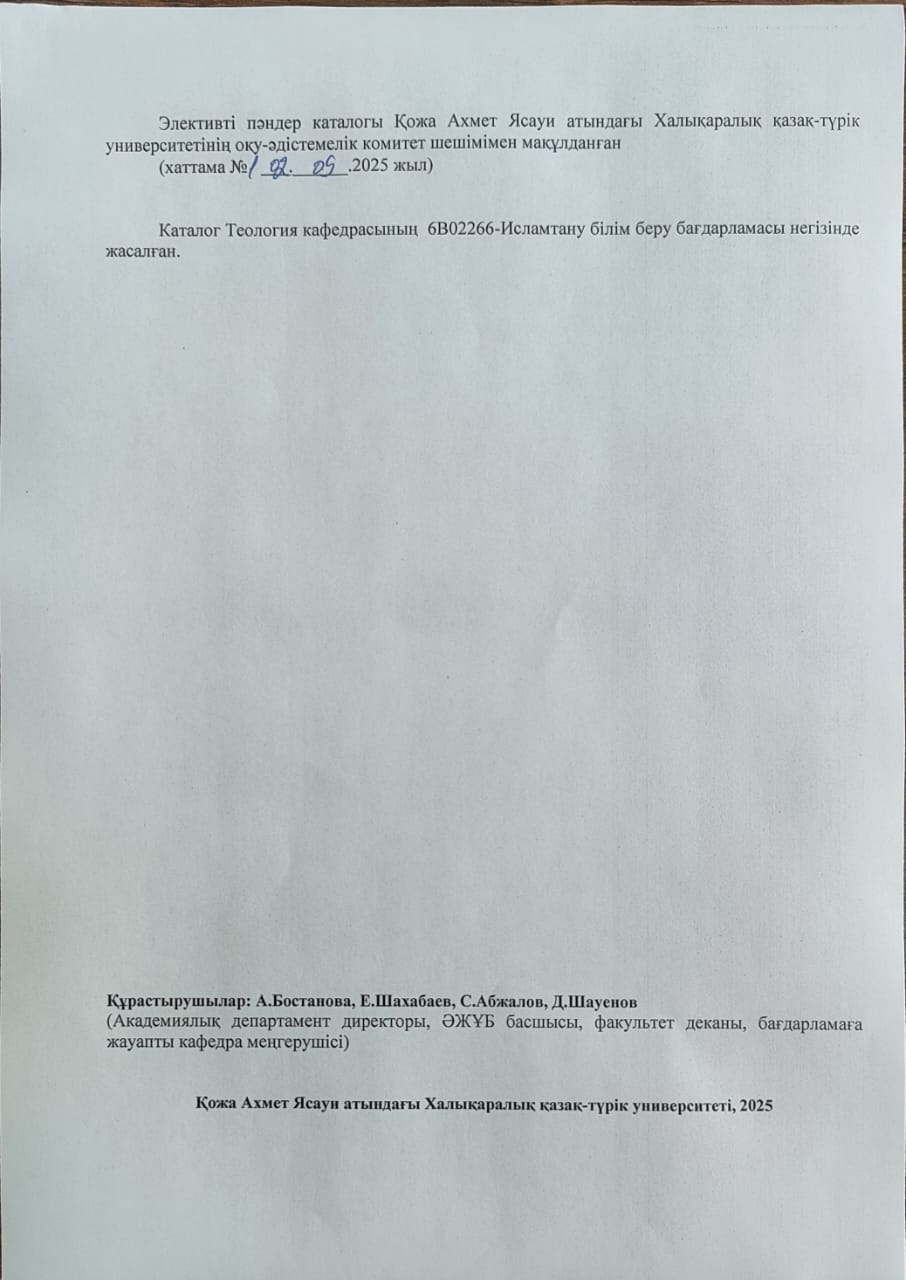 Элективті пәндер каталогы Қожа Ахмет Ясауи атындағы Халықаралық қазақ-түрік
университетінің оқу-әдістемелік комитет шешімімен мақұлданған
(хаттама №1 02. 09 .2025 жыл)
Каталог Теология кафедрасының 6В02266-Исламтану білім беру бағдарламасы негізінде
жасалған.
Құрастырушылар: А.Бостанова, Е.Шахабаев, С.Абжалов, Д.Шауенов
(Академиялық департамент директоры, ӘЖҰБ басшысы, факультет деканы, бағдарламаға
жауапты кафедра меңгерушісі)
Қожа Ахмет Ясауи атындағы Халықаралық қазақ-түрік университеті, 2025